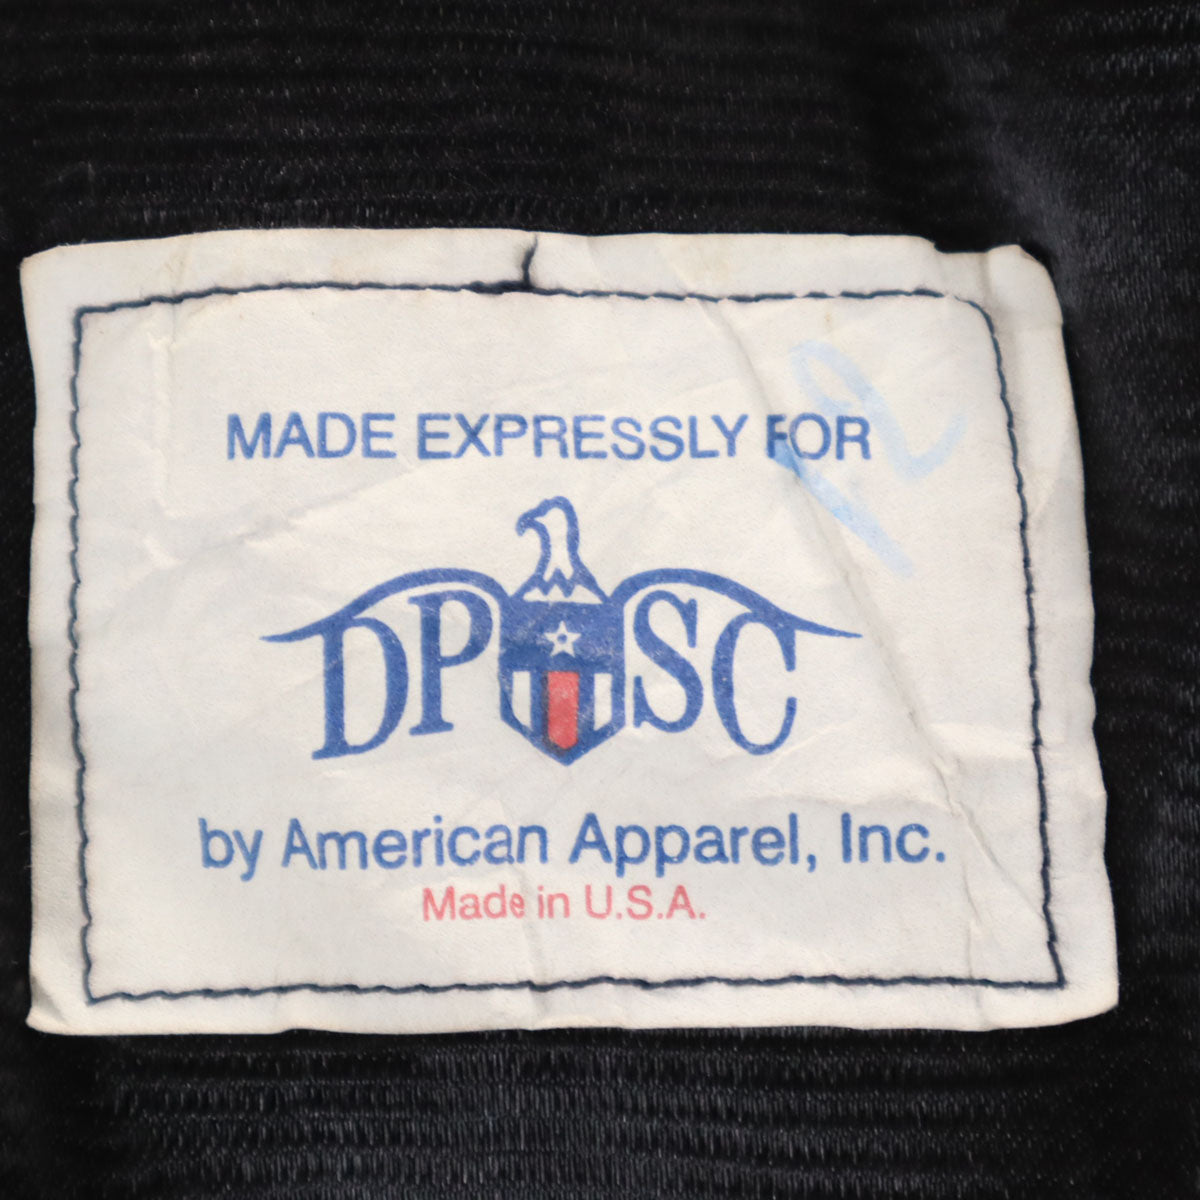 MADE EXPRESSLY FOR
DPSC
by American Apparel, Inc.
Made in U.S.A.